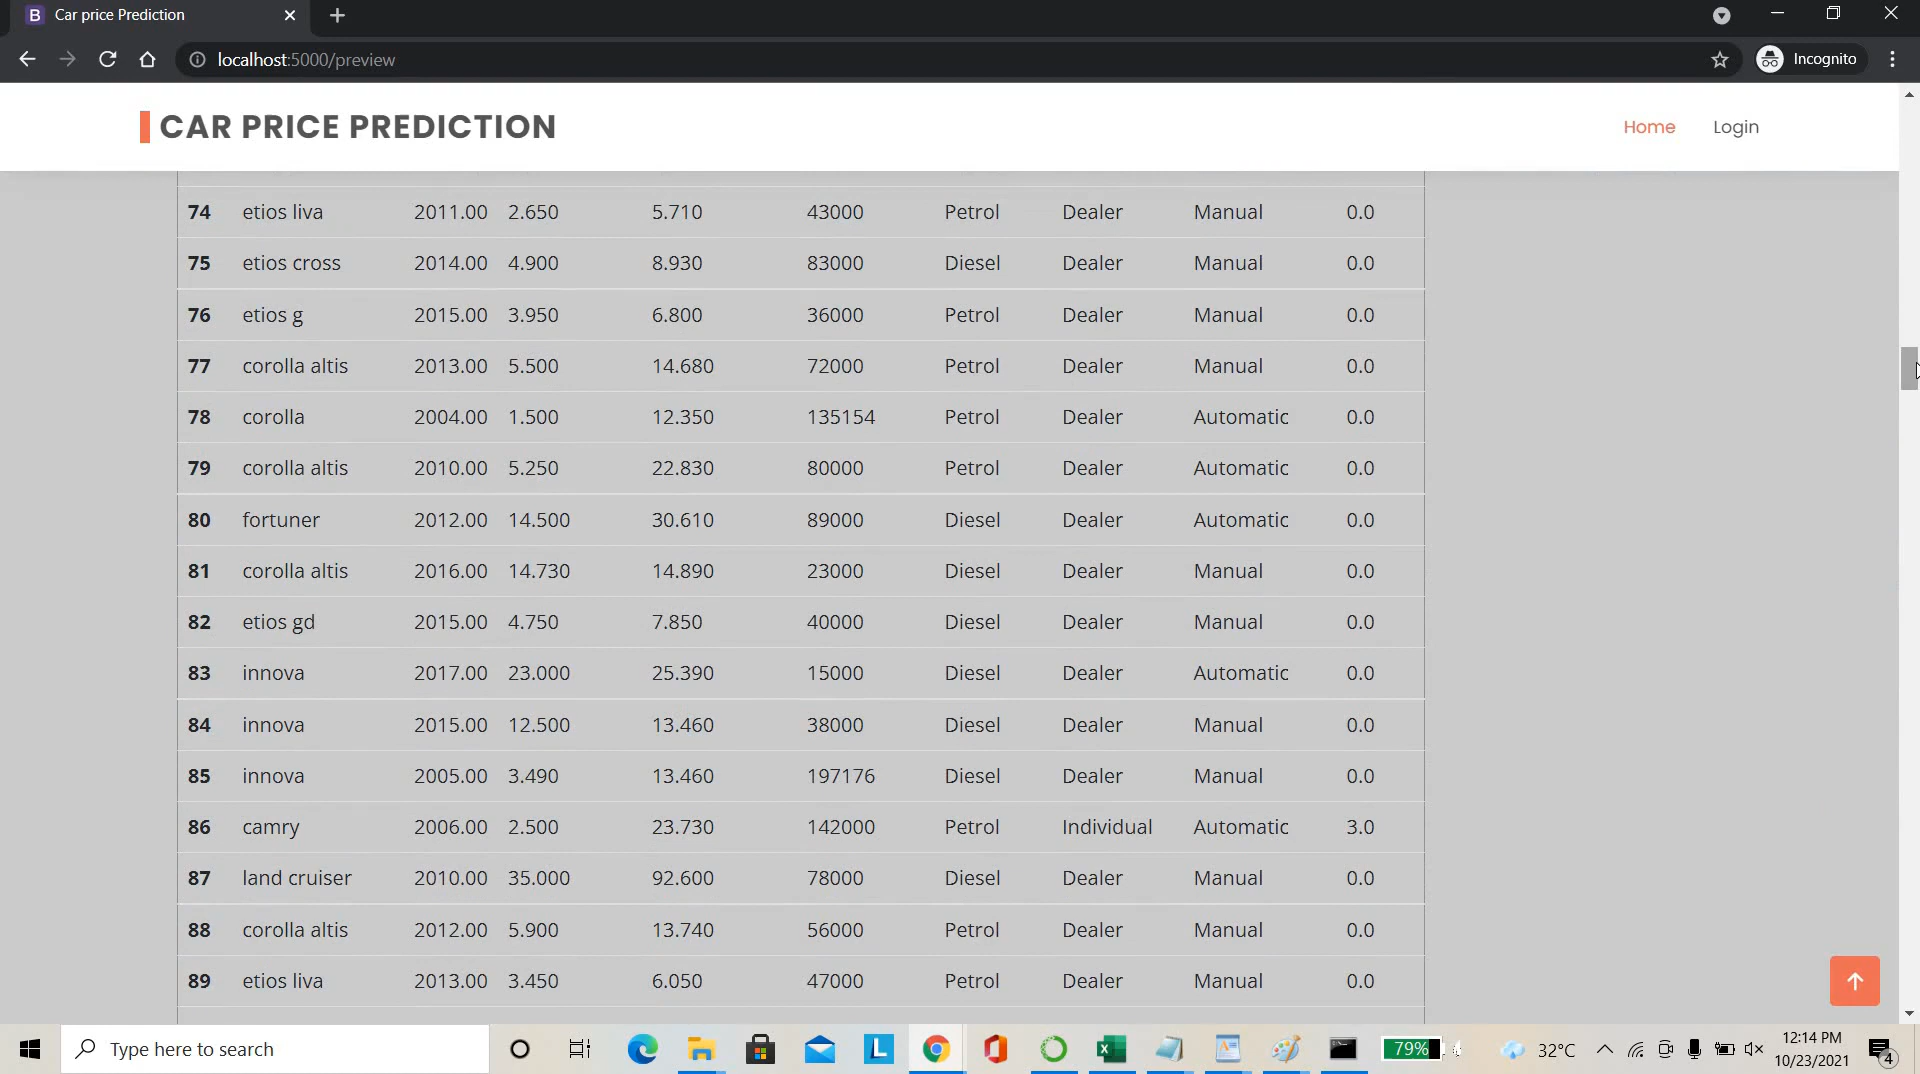 B Car price Prediction
localhost:5000/preview
Incognito
CAR PRICE PREDICTION
Home Login
74 etios liva 2011.00 2.650 5.710 43000 Petrol Dealer Manual 0.0
75 etios cross 2014.00 4.900 8.930 83000 Diesel Dealer Manual 0.0
76 etios g 2015.00 3.950 6.800 36000 Petrol Dealer Manual 0.0
77 corolla altis 2013.00 5.500 14.680 72000 Petrol Dealer Manual 0.0
78 corolla 2004.00 1.500 12.350 135154 Petrol Dealer Automatic 0.0
79 corolla altis 2010.00 5.250 22.830 80000 Petrol Dealer Automatic 0.0
80 fortuner 2012.00 14.500 30.610 89000 Diesel Dealer Automatic 0.0
81 corolla altis 2016.00 14.730 14.890 23000 Diesel Dealer Manual 0.0
82 etios gd 2015.00 4.750 7.850 40000 Diesel Dealer Manual 0.0
83 innova 2017.00 23.000 25.390 15000 Diesel Dealer Automatic 0.0
84 innova 2015.00 12.500 13.460 38000 Diesel Dealer Manual 0.0
85 innova 2005.00 3.490 13.460 197176 Diesel Dealer Manual 0.0
86 camry 2006.00 2.500 23.730 142000 Petrol Individual Automatic 3.0
87 land cruiser 2010.00 35.000 92.600 78000 Diesel Dealer Manual 0.0
88 corolla altis 2012.00 5.900 13.740 56000 Petrol Dealer Manual 0.0
89 etios liva 2013.00 3.450 6.050 47000 Petrol Dealer Manual 0.0
Type here to search
L
79%
32°C
12:14 PM
10/23/2021
4